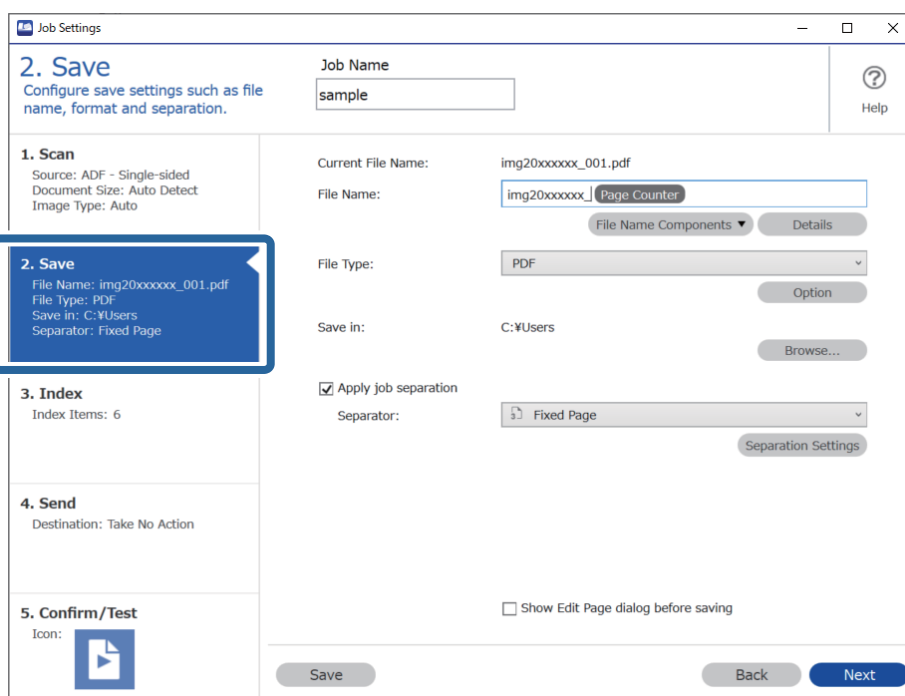 Job Settings
2. Save
Configure save settings such as file
name, format and separation.
Job Name
sample
Help
1. Scan
Source: ADF - Single-sided
Document Size: Auto Detect
Image Type: Auto
2. Save
File Name: img20xxxxxx_001.pdf
File Type: PDF
Save in: C:¥Users
Separator: Fixed Page
3. Index
Index Items: 6
4. Send
Destination: Take No Action
5. Confirm/Test
Icon:
Current File Name: img20xxxxxx_001.pdf
File Name: img20xxxxxx_ Page Counter
File Name Components ▼ Details
File Type: PDF
Option
Save in: C:¥Users
Browse...
Apply job separation
Separator: Fixed Page
Separation Settings
Show Edit Page dialog before saving
Save Back Next